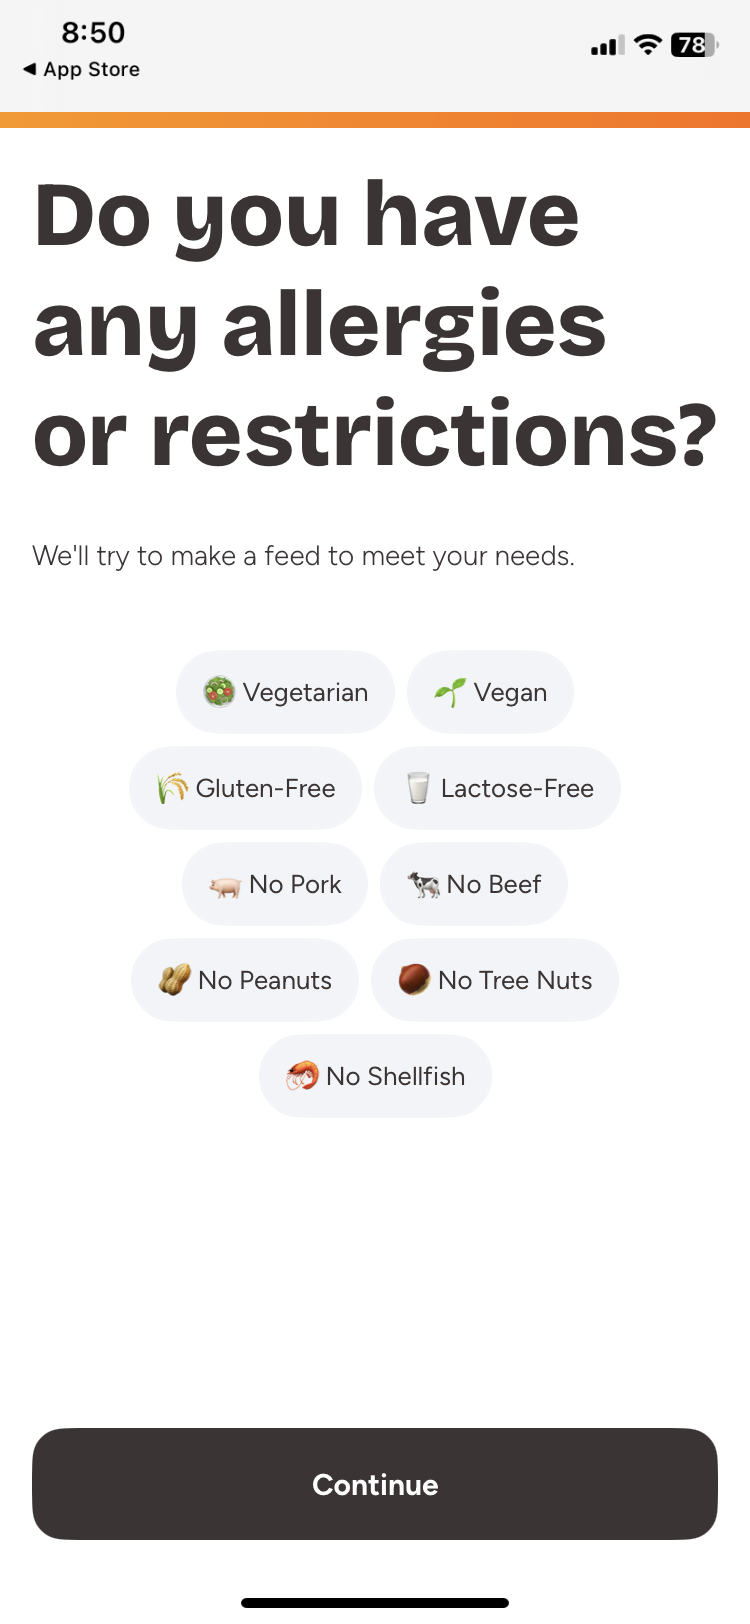 8:50
78
◀ App Store
Do you have
any allergies
or restrictions?
We'll try to make a feed to meet your needs.
Vegetarian
Vegan
Gluten-Free
Lactose-Free
No Pork
No Beef
No Peanuts
No Tree Nuts
No Shellfish
Continue